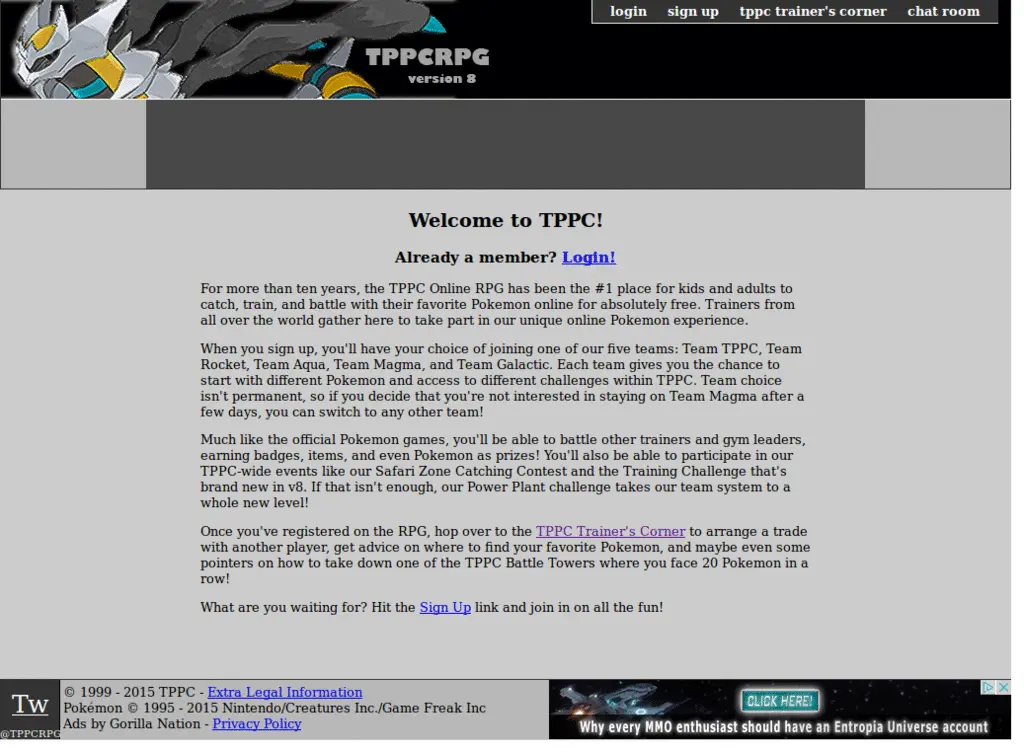 login sign up tppc trainer's corner chat room
TPPCRPG
version 8
Welcome to TPPC!
Already a member? Login!
For more than ten years, the TPPC Online RPG has been the #1 place for kids and adults to
catch, train, and battle with their favorite Pokemon online for absolutely free. Trainers from
all over the world gather here to take part in our unique online Pokemon experience.
When you sign up, you'll have your choice of joining one of our five teams: Team TPPC, Team
Rocket, Team Aqua, Team Magma, and Team Galactic. Each team gives you the chance to
start with different Pokemon and access to different challenges within TPPC. Team choice
isn't permanent, so if you decide that you're not interested in staying on Team Magma after a
few days, you can switch to any other team!
Much like the official Pokemon games, you'll be able to battle other trainers and gym leaders,
earning badges, items, and even Pokemon as prizes! You'll also be able to participate in our
TPPC-wide events like our Safari Zone Catching Contest and the Training Challenge that's
brand new in v8. If that isn't enough, our Power Plant challenge takes our team system to a
whole new level!
Once you've registered on the RPG, hop over to the TPPC Trainer's Corner to arrange a trade
with another player, get advice on where to find your favorite Pokemon, and maybe even some
pointers on how to take down one of the TPPC Battle Towers where you face 20 Pokemon in a
row!
What are you waiting for? Hit the Sign Up link and join in on all the fun!
Tw
@TPPCRPG
© 1999 - 2015 TPPC - Extra Legal Information
Pokémon © 1995 - 2015 Nintendo/Creatures Inc./Game Freak Inc
Ads by Gorilla Nation - Privacy Policy
CLICK HERE!
Why every MMO enthusiast should have an Entropia Universe account